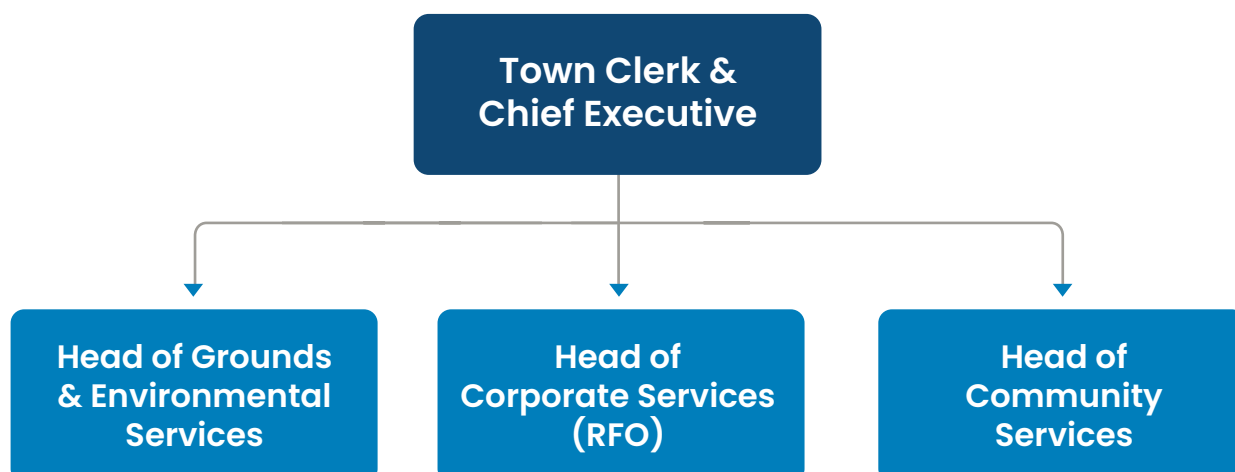 Town Clerk &
Chief Executive
Head of Grounds
& Environmental
Services
Head of
Corporate Services
(RFO)
Head of
Community
Services